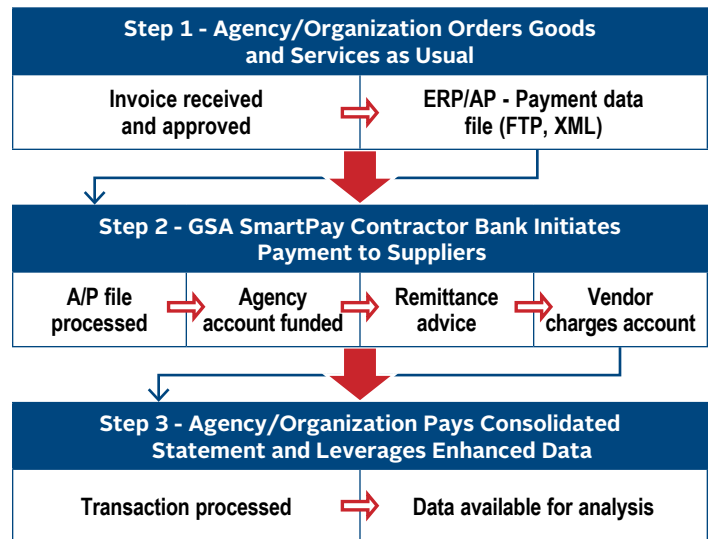 Step 1 - Agency/Organization Orders Goods
and Services as Usual
Invoice received
and approved
ERP/AP - Payment data
file (FTP, XML)
Step 2 - GSA SmartPay Contractor Bank Initiates
Payment to Suppliers
A/P file
processed
Agency
account funded
Remittance
advice
Vendor
charges account
Step 3 - Agency/Organization Pays Consolidated
Statement and Leverages Enhanced Data
Transaction processed
Data available for analysis